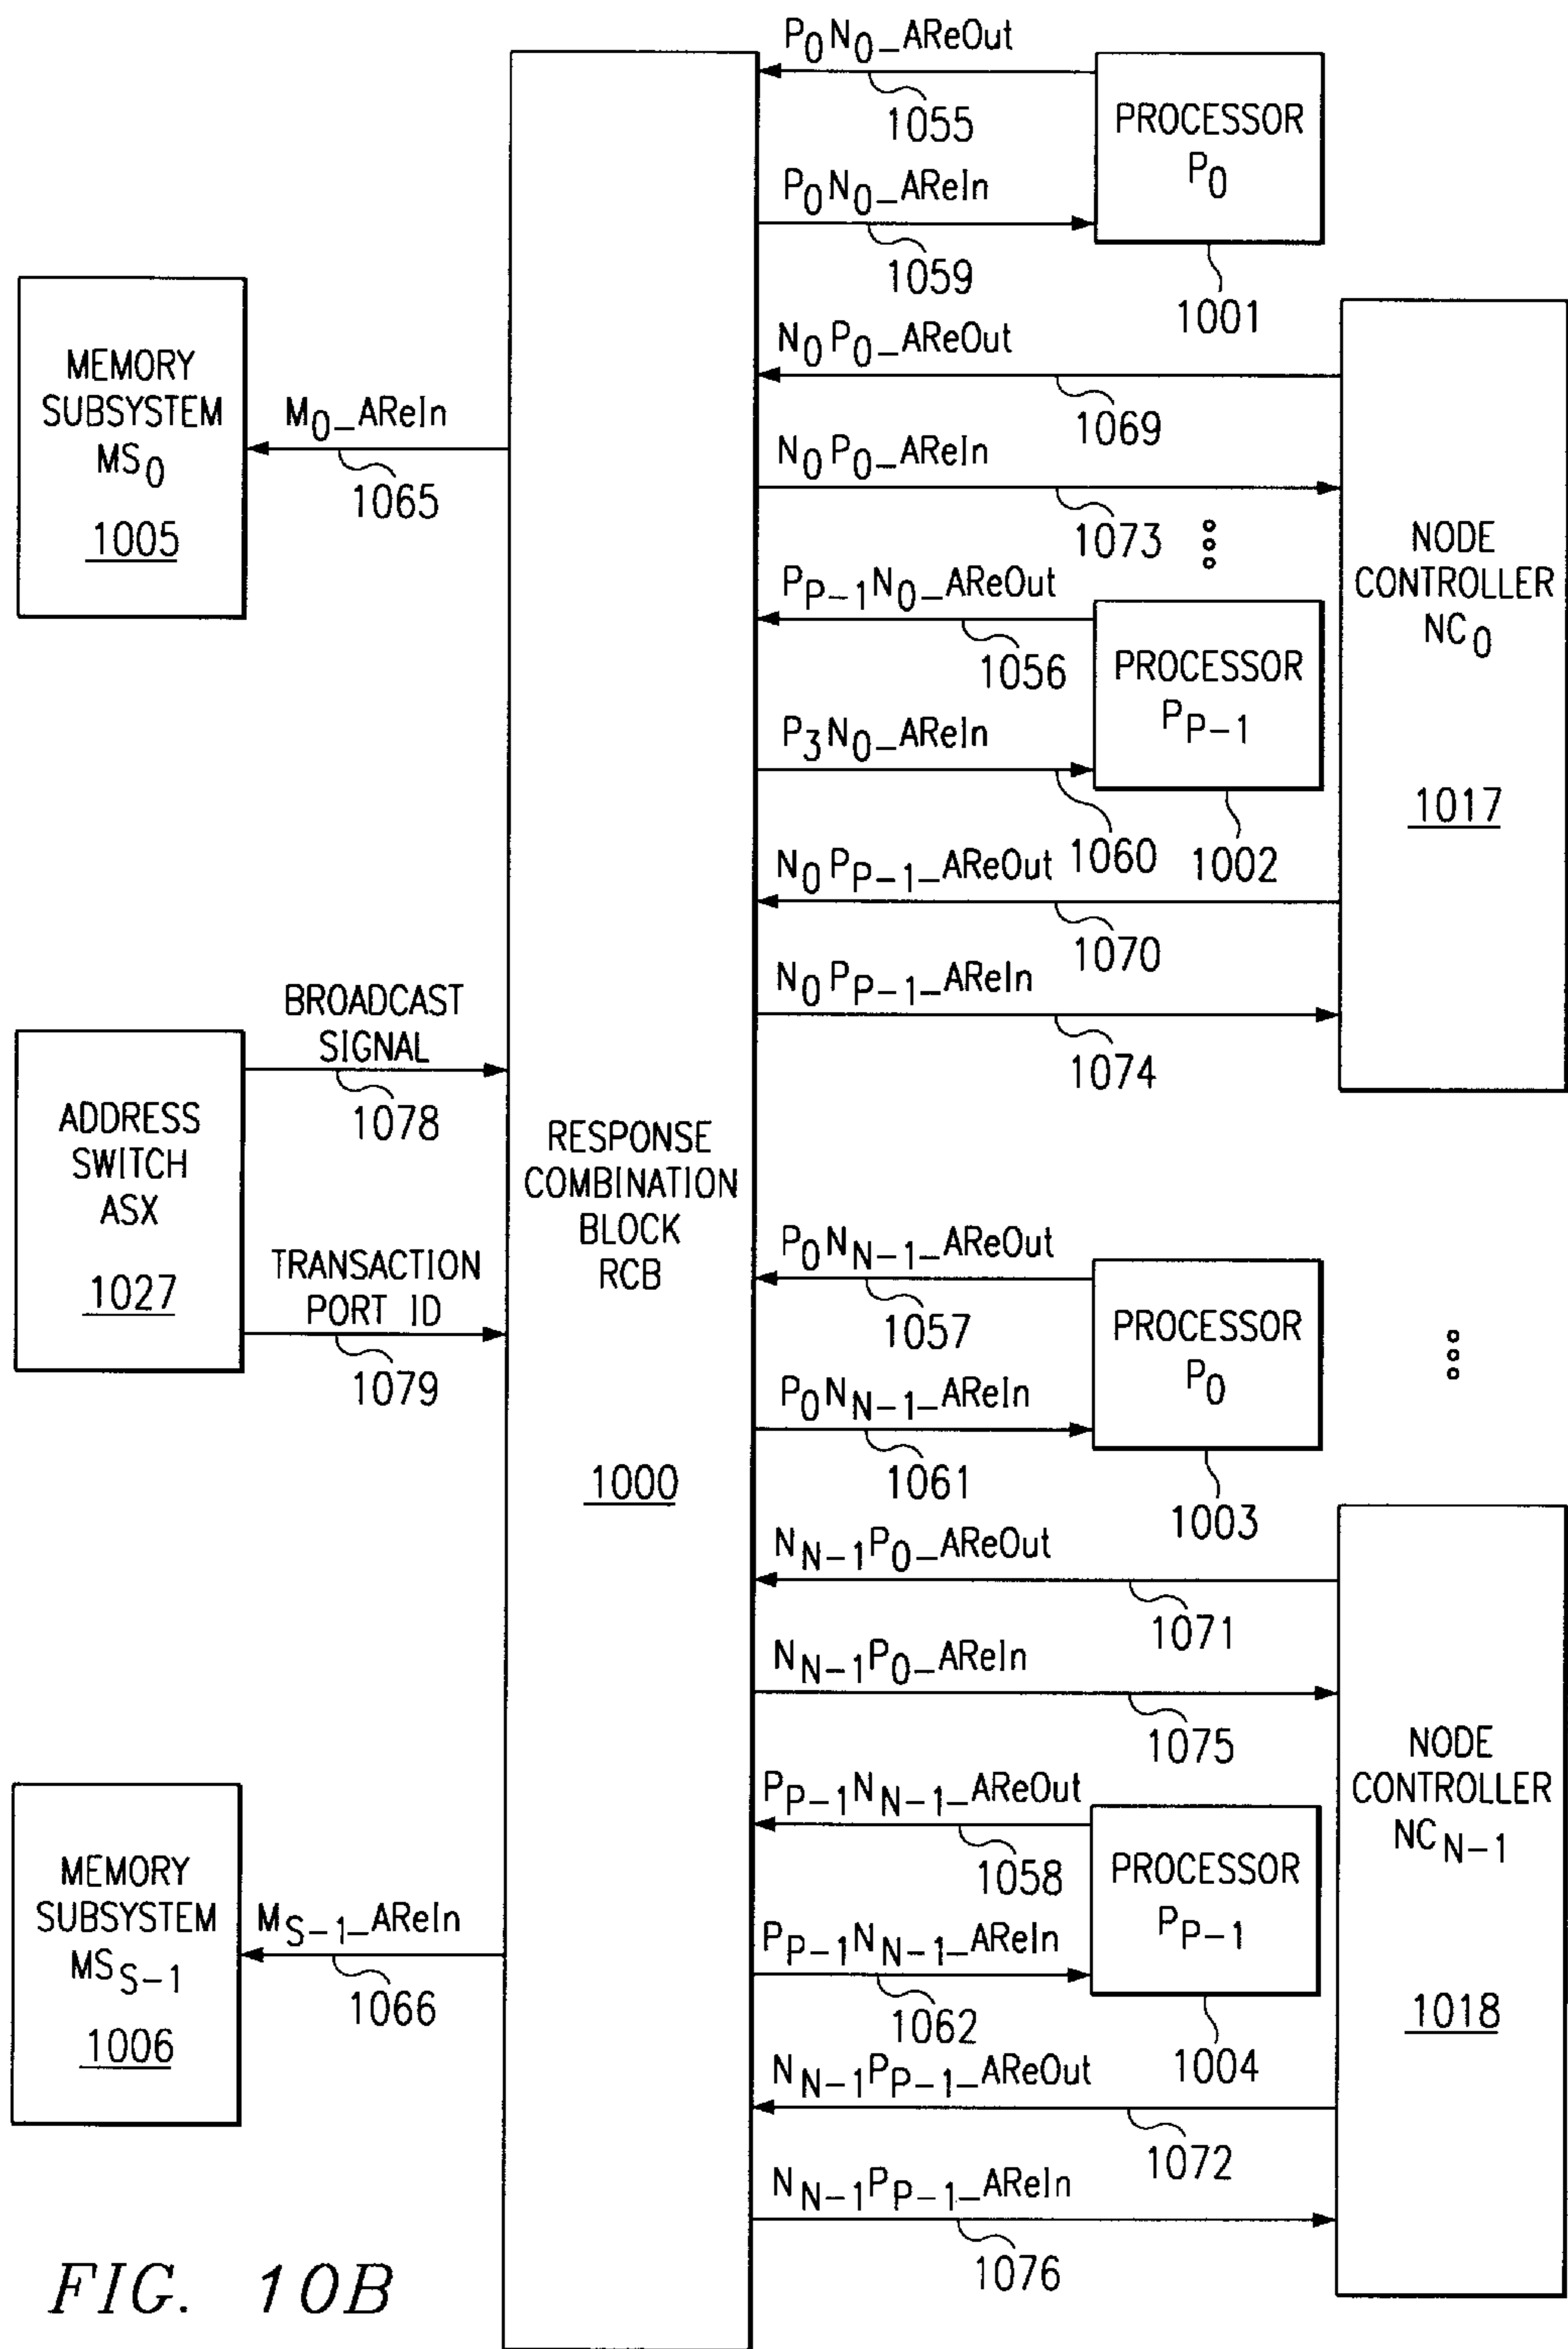 P0N0_AReOut
1055
PROCESSOR
P0
P0N0_AReIn
1059
1001
MEMORY
SUBSYSTEM
MS0
1005
M0_AReIn
1065
N0P0_AReOut
1069
N0P0_AReIn
1073
NODE
CONTROLLER
NC0
1017
PP-1N0_AReOut
1056
PROCESSOR
PP-1
P3N0_AReIn
1060
1002
N0PP-1_AReOut
1070
N0PP-1_AReIn
1074
BROADCAST
SIGNAL
1078
ADDRESS
SWITCH
ASX
1027
TRANSACTION
PORT ID
1079
RESPONSE
COMBINATION
BLOCK
RCB
1000
P0NN-1_AReOut
1057
PROCESSOR
P0
P0NN-1_AReIn
1061
1003
NN-1P0_AReOut
1071
NN-1P0_AReIn
1075
NODE
CONTROLLER
NCN-1
1018
PP-1NN-1_AReOut
1058
PROCESSOR
PP-1
PP-1NN-1_AReIn
1062
1004
MEMORY
SUBSYSTEM
MSS-1
1006
MS-1_AReIn
1066
NN-1PP-1_AReOut
1072
NN-1PP-1_AReIn
1076
FIG. 10B